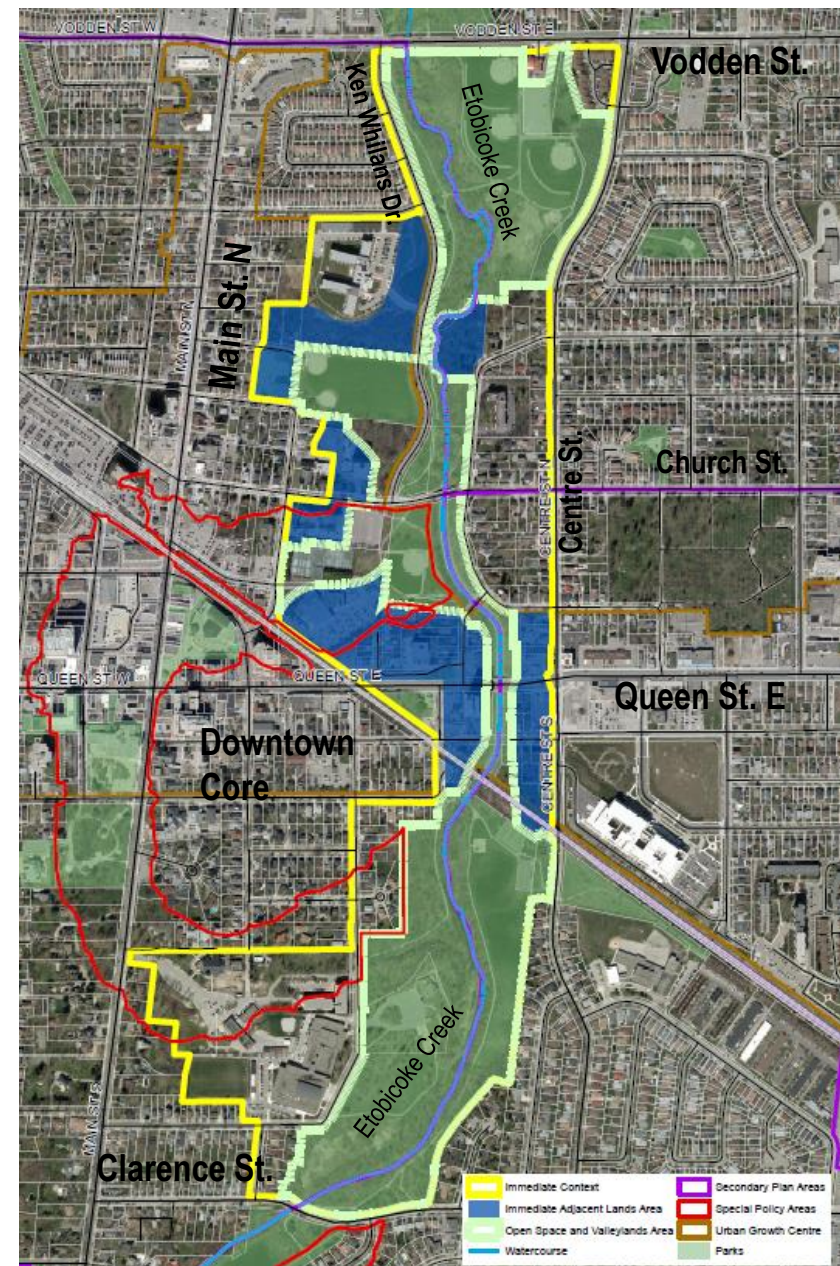 VODDEN ST W
VODDEN ST E
Vodden St.
Ken Whillans Dr
Etobicoke Creek
Main St. N
MAIN ST N
Church St.
CENTRE ST N
Centre St.
QUEEN ST W
QUEEN ST E
Queen St. E
Downtown
Core
CENTRE ST S
Etobicoke Creek
MAIN ST S
Clarence St.
Immediate Context
Immediate Adjacent Lands Area
Open Space and Valleylands Area
Watercourse
Secondary Plan Areas
Special Policy Areas
Urban Growth Centre
Parks